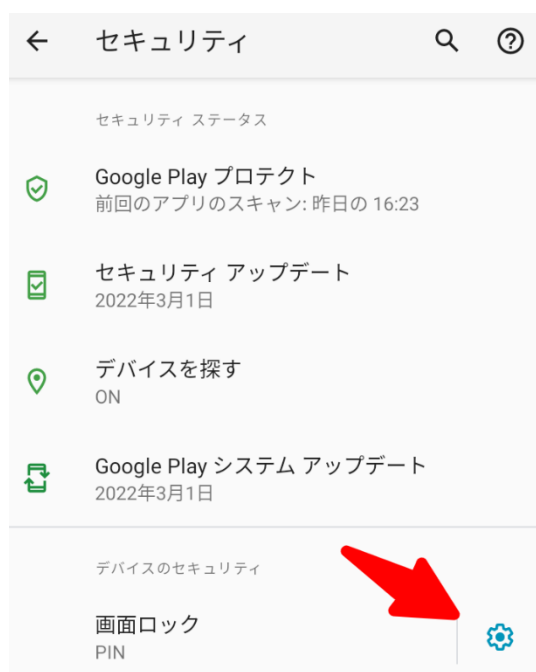 セキュリティ
セキュリティ ステータス
Google Play プロテクト
前回のアプリのスキャン: 昨日の 16:23
セキュリティ アップデート
2022年3月1日
デバイスを探す
ON
Google Play システム アップデート
2022年3月1日
デバイスのセキュリティ
画面ロック
PIN